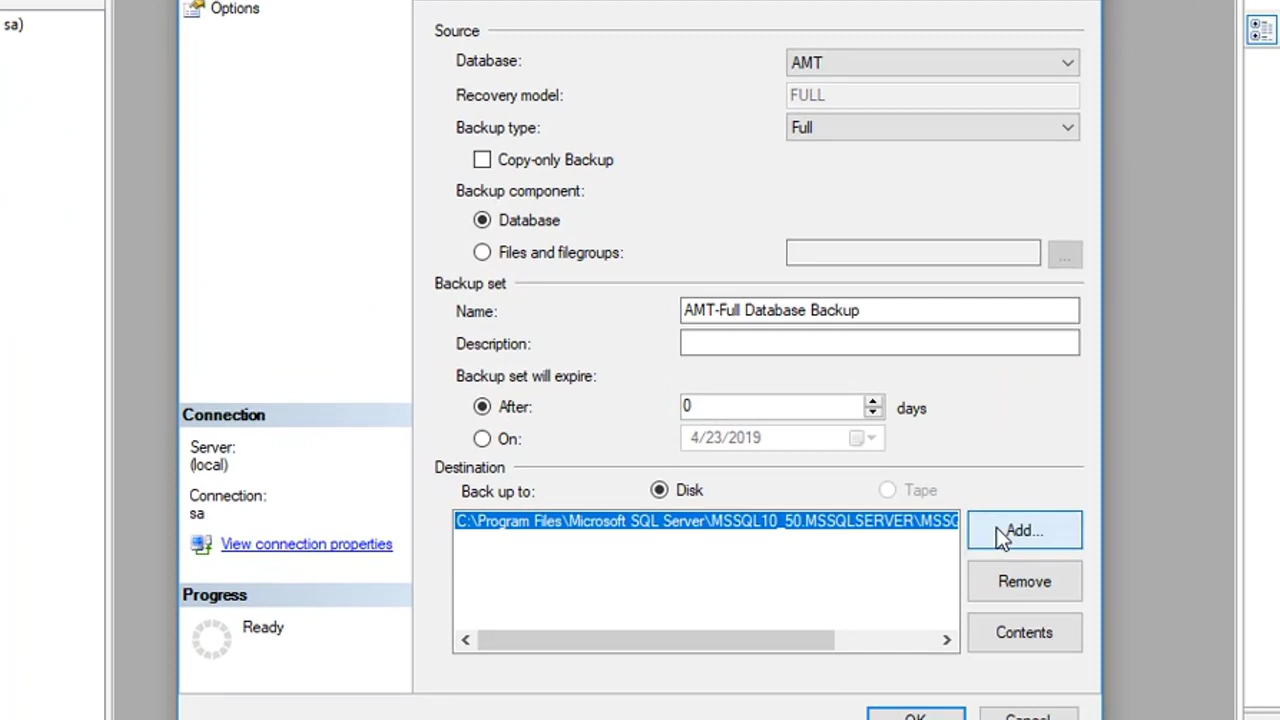 Options
sa)
Source
Database:
AMT
Recovery model:
FULL
Backup type:
Full
Copy-only Backup
Backup component:
Database
Files and filegroups:
...
Backup set
Name:
AMT-Full Database Backup
Description:
Backup set will expire:
After:
0
days
On:
4/23/2019
Destination
Back up to:
Disk
Tape
C:\Program Files\Microsoft SQL Server\MSSQL10_50.MSSQLSERVER\MSSQ
Add...
Remove
Contents
Connection
Server:
(local)
Connection:
sa
View connection properties
Progress
Ready
OK
Cancel